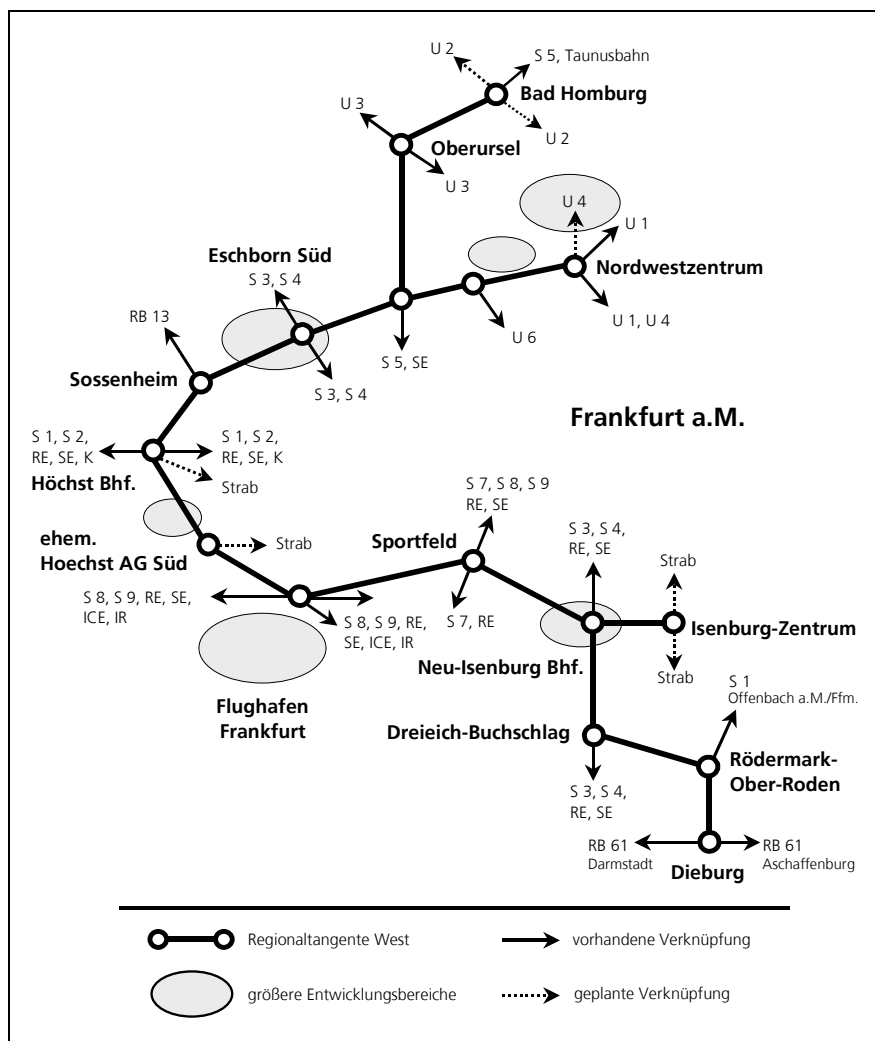 U 2
S 5, Taunusbahn
Bad Homburg
U 3
U 2
Oberursel
U 3
U 4
U 1
Eschborn Süd
Nordwestzentrum
S 3, S 4
RB 13
U 6
U 1, U 4
S 5, SE
Sossenheim
S 3, S 4
Frankfurt a.M.
S 1, S 2,
RE, SE, K
S 1, S 2,
RE, SE, K
Höchst Bhf.
Strab
S 7, S 8, S 9
RE, SE
ehem.
Hoechst AG Süd
Strab
Sportfeld
S 3, S 4,
RE, SE
Strab
S 8, S 9, RE, SE,
ICE, IR
S 8, S 9, RE,
SE, ICE, IR
S 7, RE
Isenburg-Zentrum
Neu-Isenburg Bhf.
Strab
S 1
Offenbach a.M./Ffm.
Flughafen
Frankfurt
Dreieich-Buchschlag
Rödermark-
Ober-Roden
S 3, S 4,
RE, SE
RB 61
Darmstadt
RB 61
Aschaffenburg
Dieburg
Regionaltangente West
vorhandene Verknüpfung
größere Entwicklungsbereiche
geplante Verknüpfung